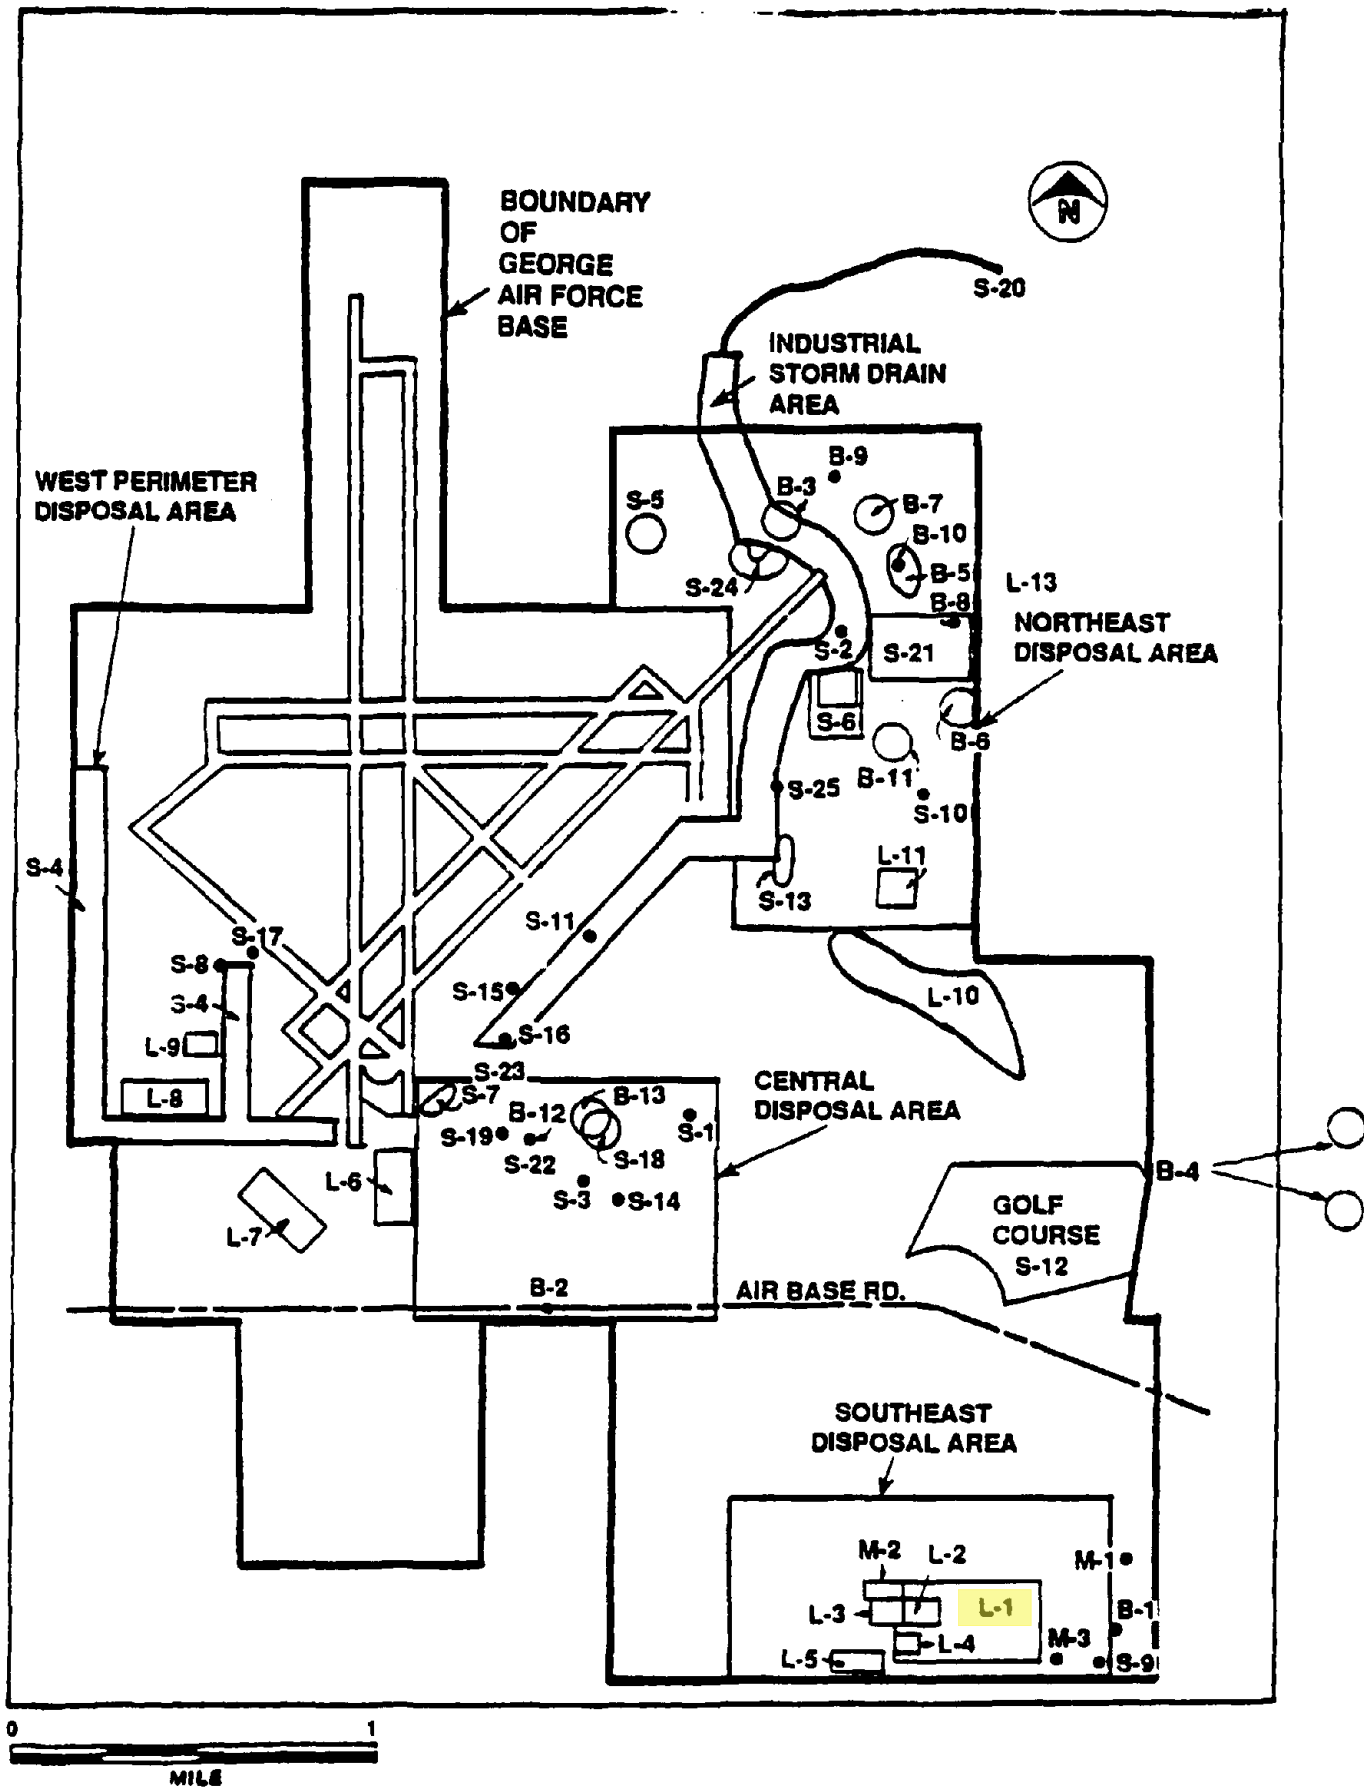 BOUNDARY
OF
GEORGE
AIR FORCE
BASE
N
S-20
INDUSTRIAL
STORM DRAIN
AREA
WEST PERIMETER
DISPOSAL AREA
B-9
B-3
S-5
B-7
B-10
S-24
B-5
L-13
B-8
NORTHEAST
DISPOSAL AREA
S-2
S-21
S-6
B-6
B-11
S-25
S-10
S-4
L-11
S-13
S-11
S-17
S-8
S-15
L-10
S-4
S-16
L-9
S-23
CENTRAL
DISPOSAL AREA
L-8
S-7
B-13
B-12
S-19
S-1
S-22
S-18
B-4
L-6
S-3
S-14
GOLF
COURSE
S-12
L-7
B-2
AIR BASE RD.
SOUTHEAST
DISPOSAL AREA
M-2
L-2
M-1
L-3
L-1
B-1
L-4
M-3
L-5
S-9
0
1
MILE